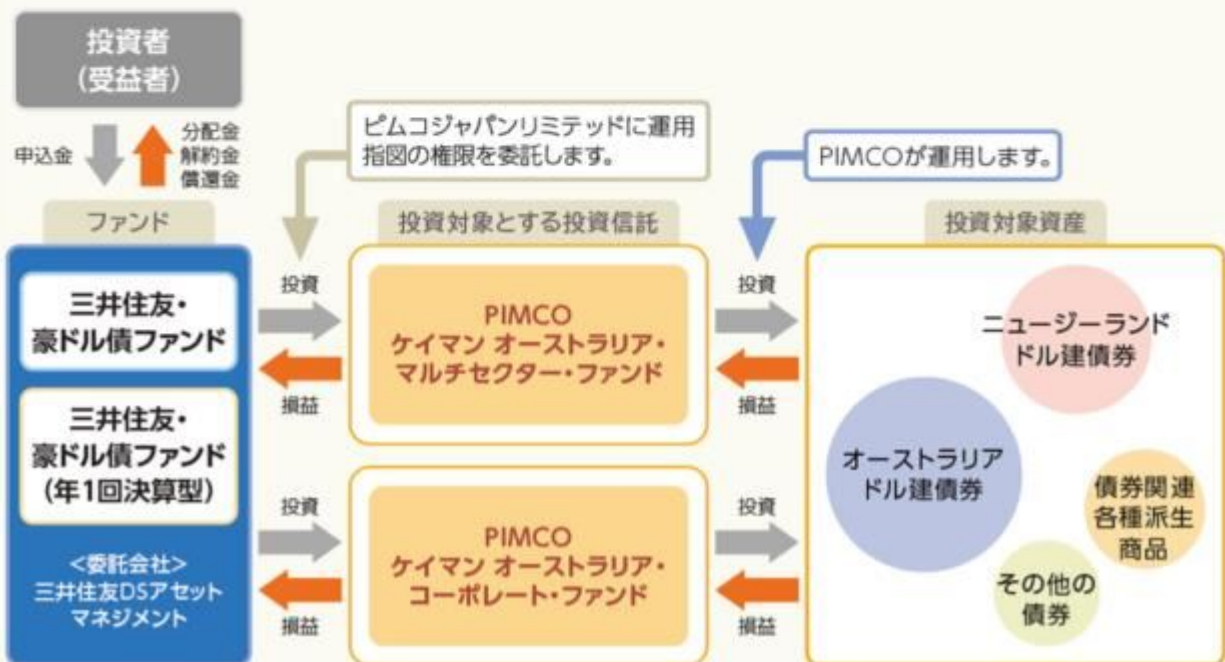 投資者
(受益者)
申込金
分配金
解約金
償還金
ピムコジャパンリミテッドに運用
指図の権限を委託します。
PIMCOが運用します。
ファンド
投資対象とする投資信託
投資対象資産
三井住友・
豪ドル債ファンド
三井住友・
豪ドル債ファンド
(年1回決算型)
<委託会社>
三井住友DSアセット
マネジメント
投資
損益
PIMCO
ケイマン オーストラリア・
マルチセクター・ファンド
投資
損益
投資
損益
PIMCO
ケイマン オーストラリア・
コーポレート・ファンド
投資
損益
ニュージーランド
ドル建債券
オーストラリア
ドル建債券
債券関連
各種派生
商品
その他の
債券